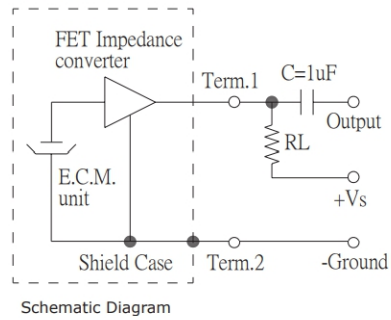 FET Impedance
converter
Term.1
C=1uF
Output
RL
E.C.M.
unit
+Vs
Shield Case
Term.2
-Ground
Schematic Diagram